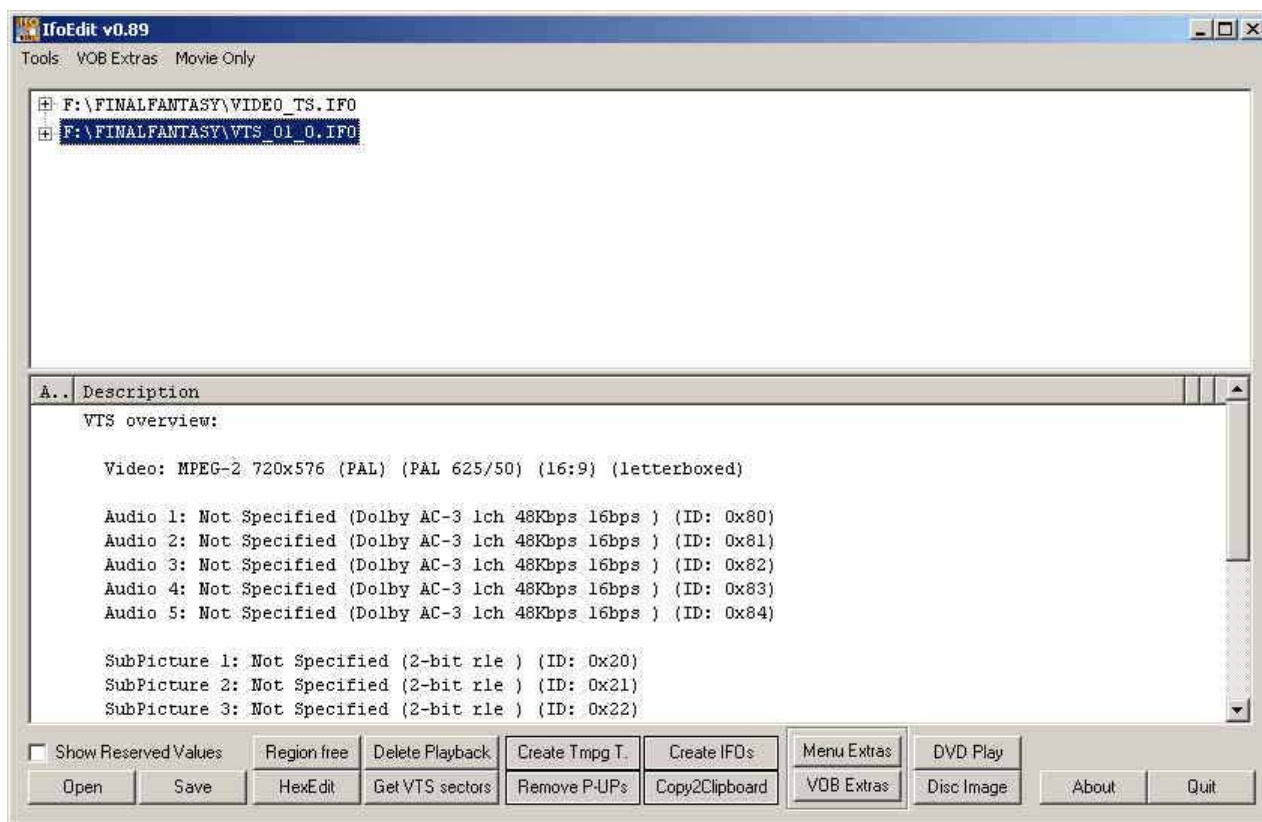 IfoEdit v0.89
Tools VOB Extras Movie Only
F:\FINALFANTASY\VIDEO_TS.IFO
F:\FINALFANTASY\VTS_01_0.IFO
A.. Description
VTS overview:
Video: MPEG-2 720x576 (PAL) (PAL 625/50) (16:9) (letterboxed)
Audio 1: Not Specified (Dolby AC-3 1ch 48Kbps 16bps ) (ID: 0x80)
Audio 2: Not Specified (Dolby AC-3 1ch 48Kbps 16bps ) (ID: 0x81)
Audio 3: Not Specified (Dolby AC-3 1ch 48Kbps 16bps ) (ID: 0x82)
Audio 4: Not Specified (Dolby AC-3 1ch 48Kbps 16bps ) (ID: 0x83)
Audio 5: Not Specified (Dolby AC-3 1ch 48Kbps 16bps ) (ID: 0x84)
SubPicture 1: Not Specified (2-bit rle ) (ID: 0x20)
SubPicture 2: Not Specified (2-bit rle ) (ID: 0x21)
SubPicture 3: Not Specified (2-bit rle ) (ID: 0x22)
Show Reserved Values Region free Delete Playback Create Tmpg T. Create IFOs Menu Extras DVD Play
Open Save HexEdit Get VTS sectors Remove P-UPs Copy2Clipboard VOB Extras Disc Image About Quit